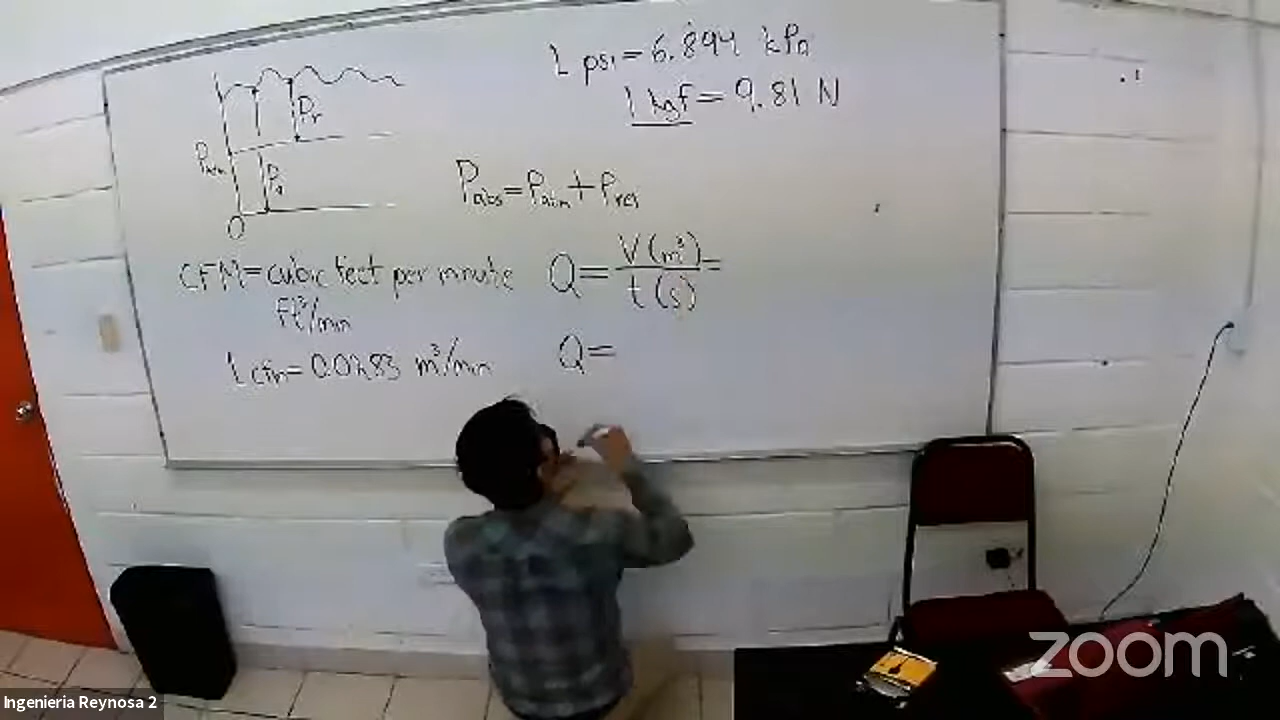 1 psi = 6.894 kPa
1 kgf = 9.81 N
Pr
Patm
Pa
0
Pabs = Patm + Prel
CFM = cubic feet per minute
ft³/min
1 cfm = 0.0283 m³/min
Q = V (m³) / t (s) =
Q =
zoom
Ingenieria Reynosa 2